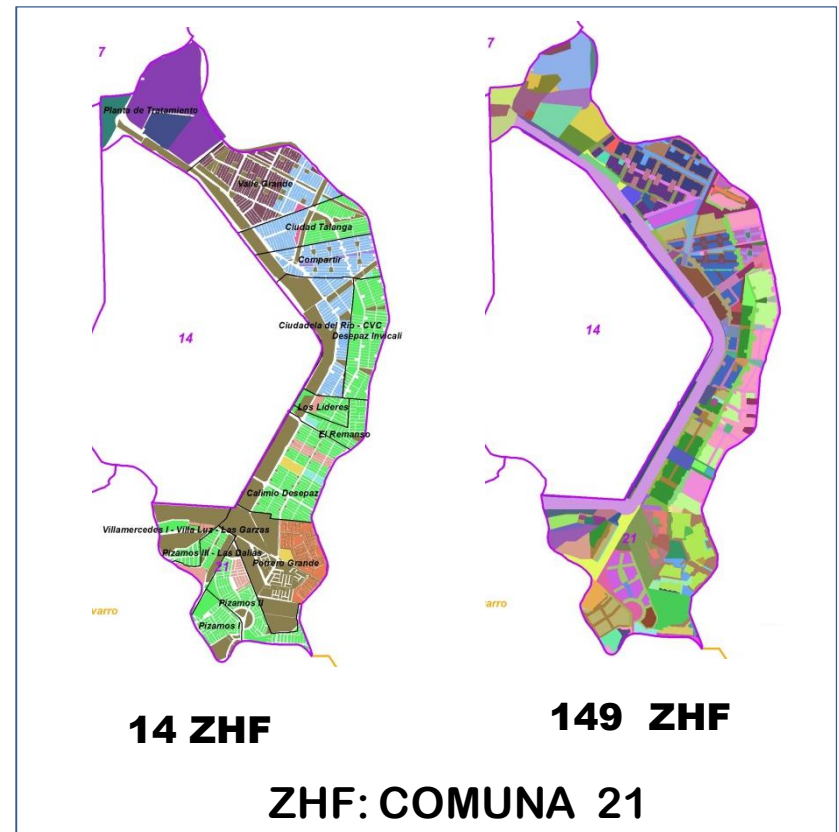 7
Planta de Tratamiento
Valle Grande
Ciudad Talanga
Compartir
14
Ciudadela del Río - CVC
Desepaz Invicali
Los Líderes
El Remanso
Calimio Desepaz
Villamercedes I - Villa Luz - Las Garzas
Pizamos III - Las Dalias
21
Potrero Grande
Pizamos II
Pizamos I
varro
14 ZHF
7
14
21
arro
149 ZHF
ZHF: COMUNA 21